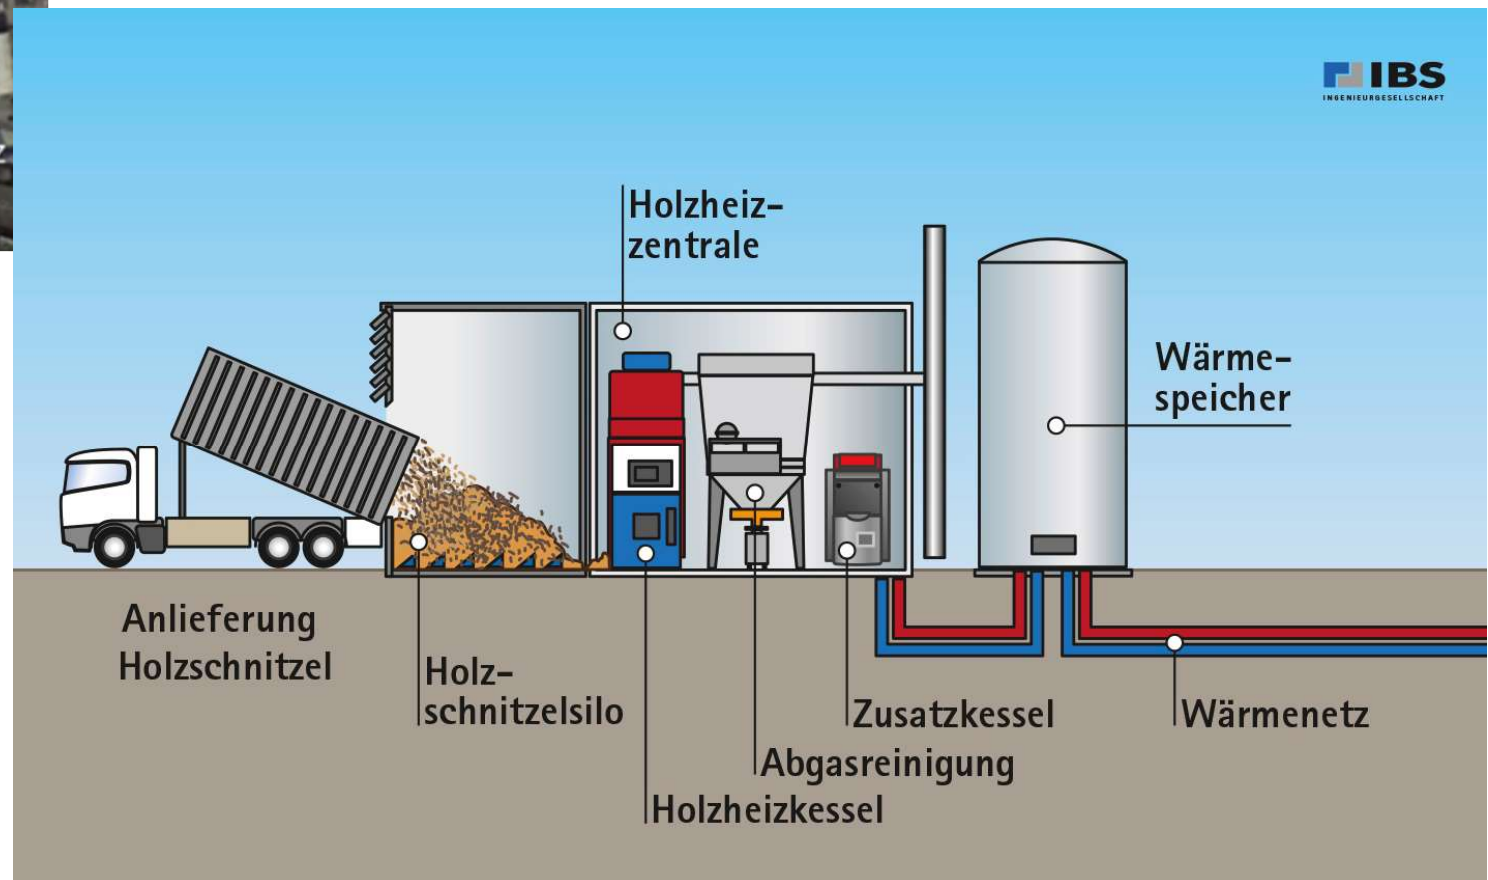 IBS
INGENIEURGESELLSCHAFT
Holzheiz-
zentrale
Wärme-
speicher
Anlieferung
Holzschnitzel
Holz-
schnitzelsilo
Zusatzkessel
Wärmenetz
Abgasreinigung
Holzheizkessel